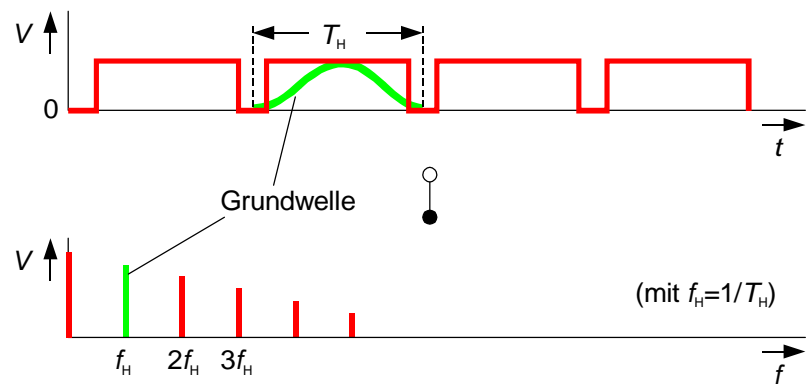 V
T_H
0
t
Grundwelle
V
(mit f_H=1/T_H)
f_H 2f_H 3f_H
f